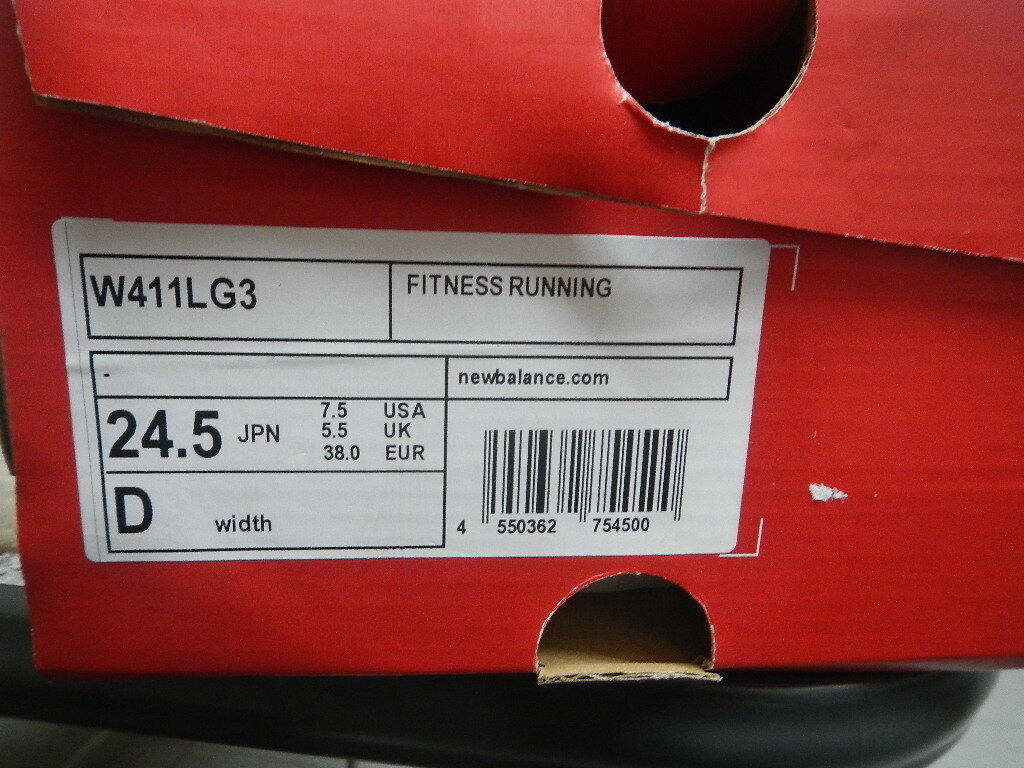 W411LG3
FITNESS RUNNING
-
newbalance.com
24.5 JPN
7.5 USA
5.5 UK
38.0 EUR
D width
4 550362 754500